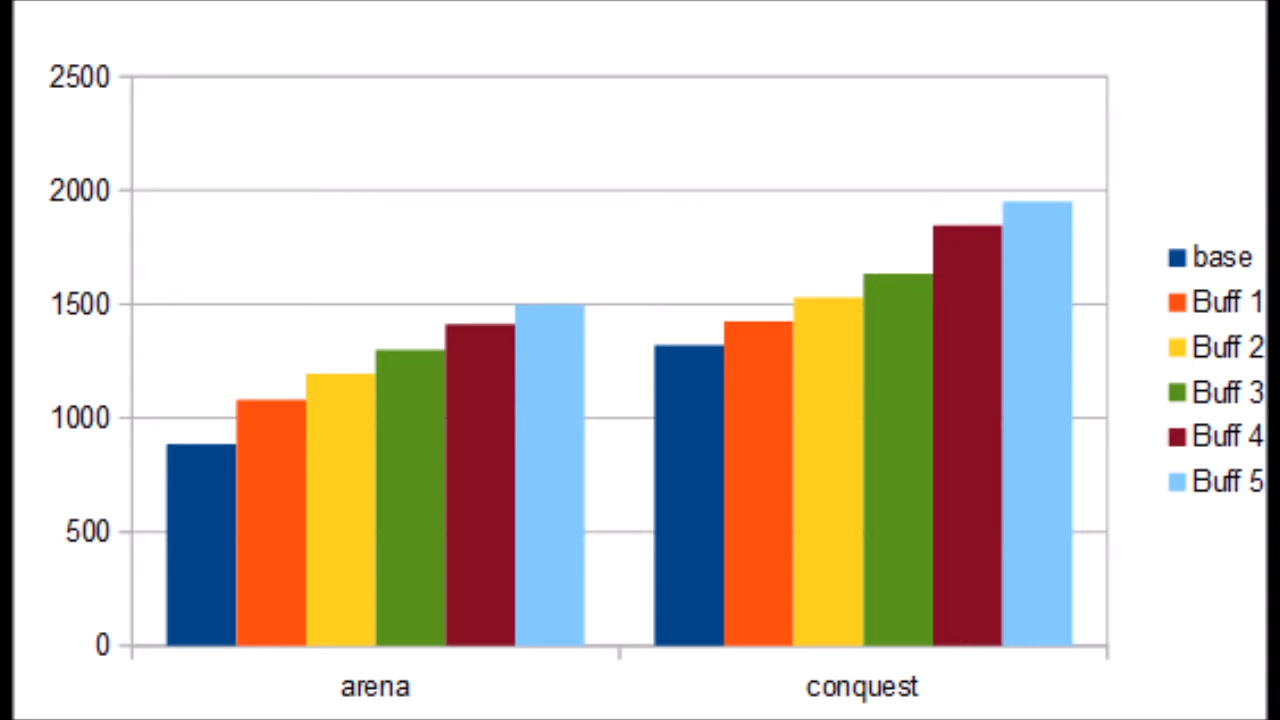 2500
2000
1500
1000
500
0
arena
conquest
base
Buff 1
Buff 2
Buff 3
Buff 4
Buff 5